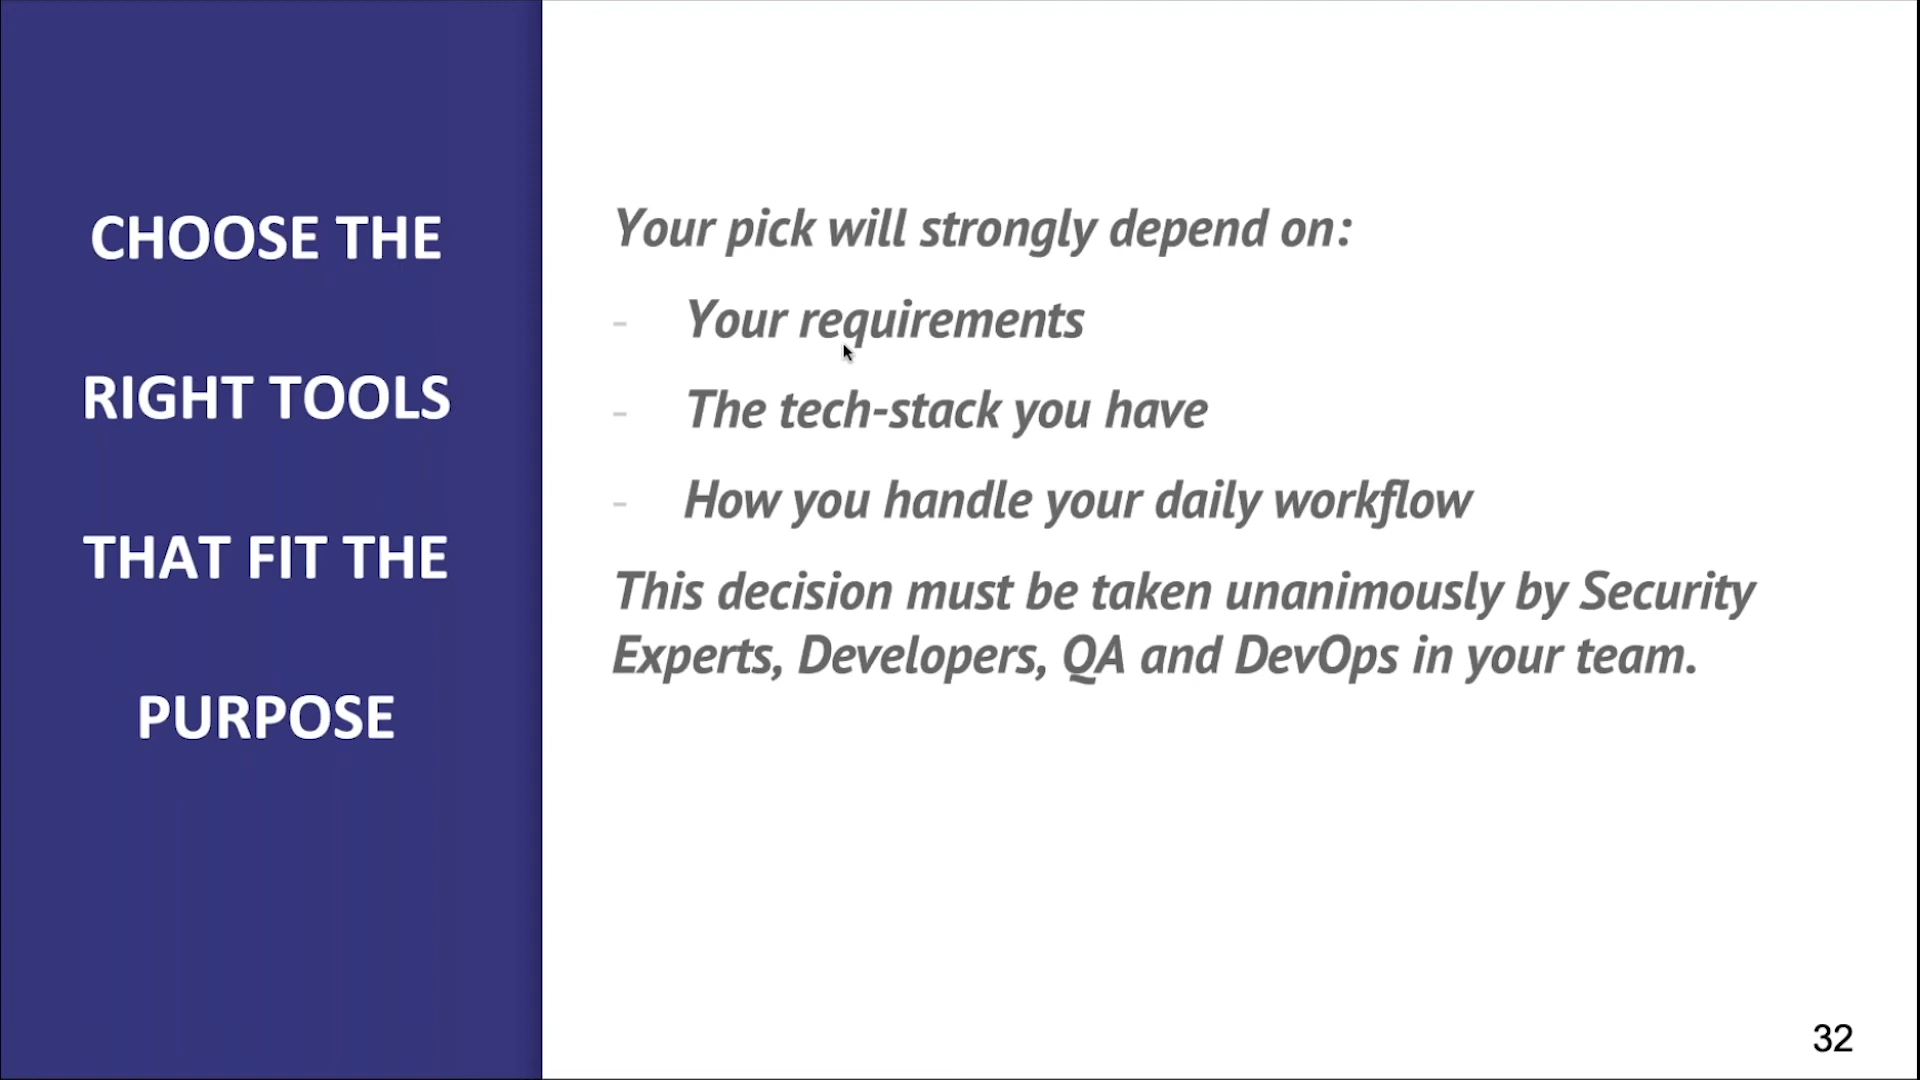 CHOOSE THE
RIGHT TOOLS
THAT FIT THE
PURPOSE
Your pick will strongly depend on:
- Your requirements
- The tech-stack you have
- How you handle your daily workflow
This decision must be taken unanimously by Security
Experts, Developers, QA and DevOps in your team.
32